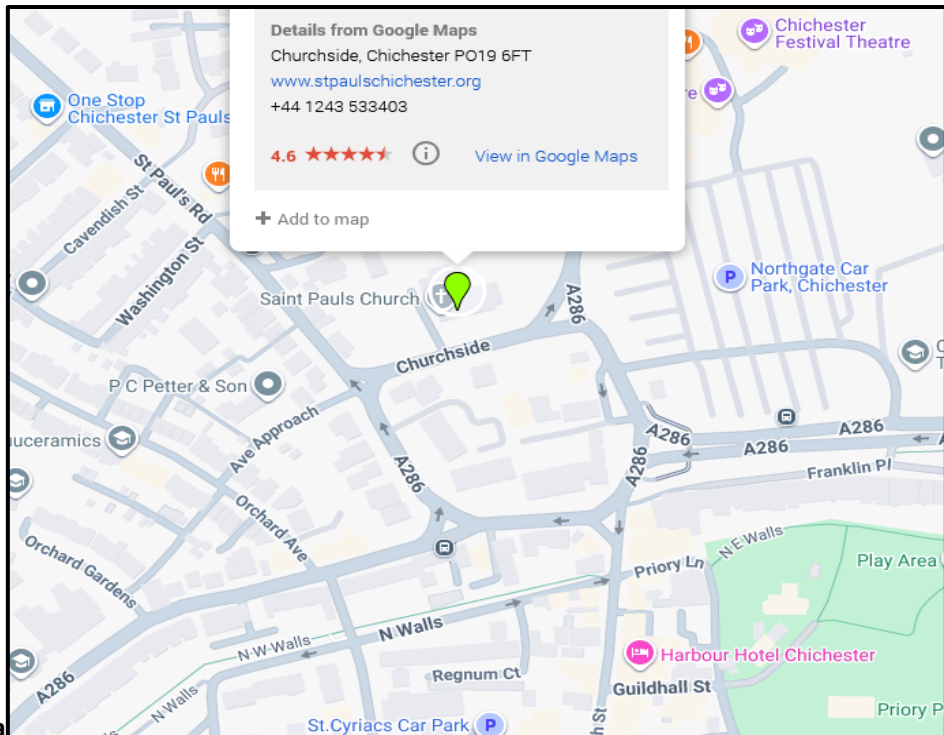 Details from Google Maps
Churchside, Chichester PO19 6FT
www.stpaulschichester.org
+44 1243 533403
4.6
View in Google Maps
+ Add to map
Chichester
Festival Theatre
One Stop
Chichester St Pauls
St Paul's Rd
Cavendish St
Washington St
Saint Pauls Church
A286
Northgate Car
Park, Chichester
P
Churchside
P C Petter & Son
Ave Approach
A286
A286
A286
A286
A286
Franklin Pl
uceramics
Orchard Ave
Orchard Gardens
N E Walls
Play Area
Priory Ln
N Walls
N-W-Walls
Harbour Hotel Chichester
A286
N-Walls
Regnum Ct
Guildhall St
St.Cyriacs Car Park
P
h St
Priory P